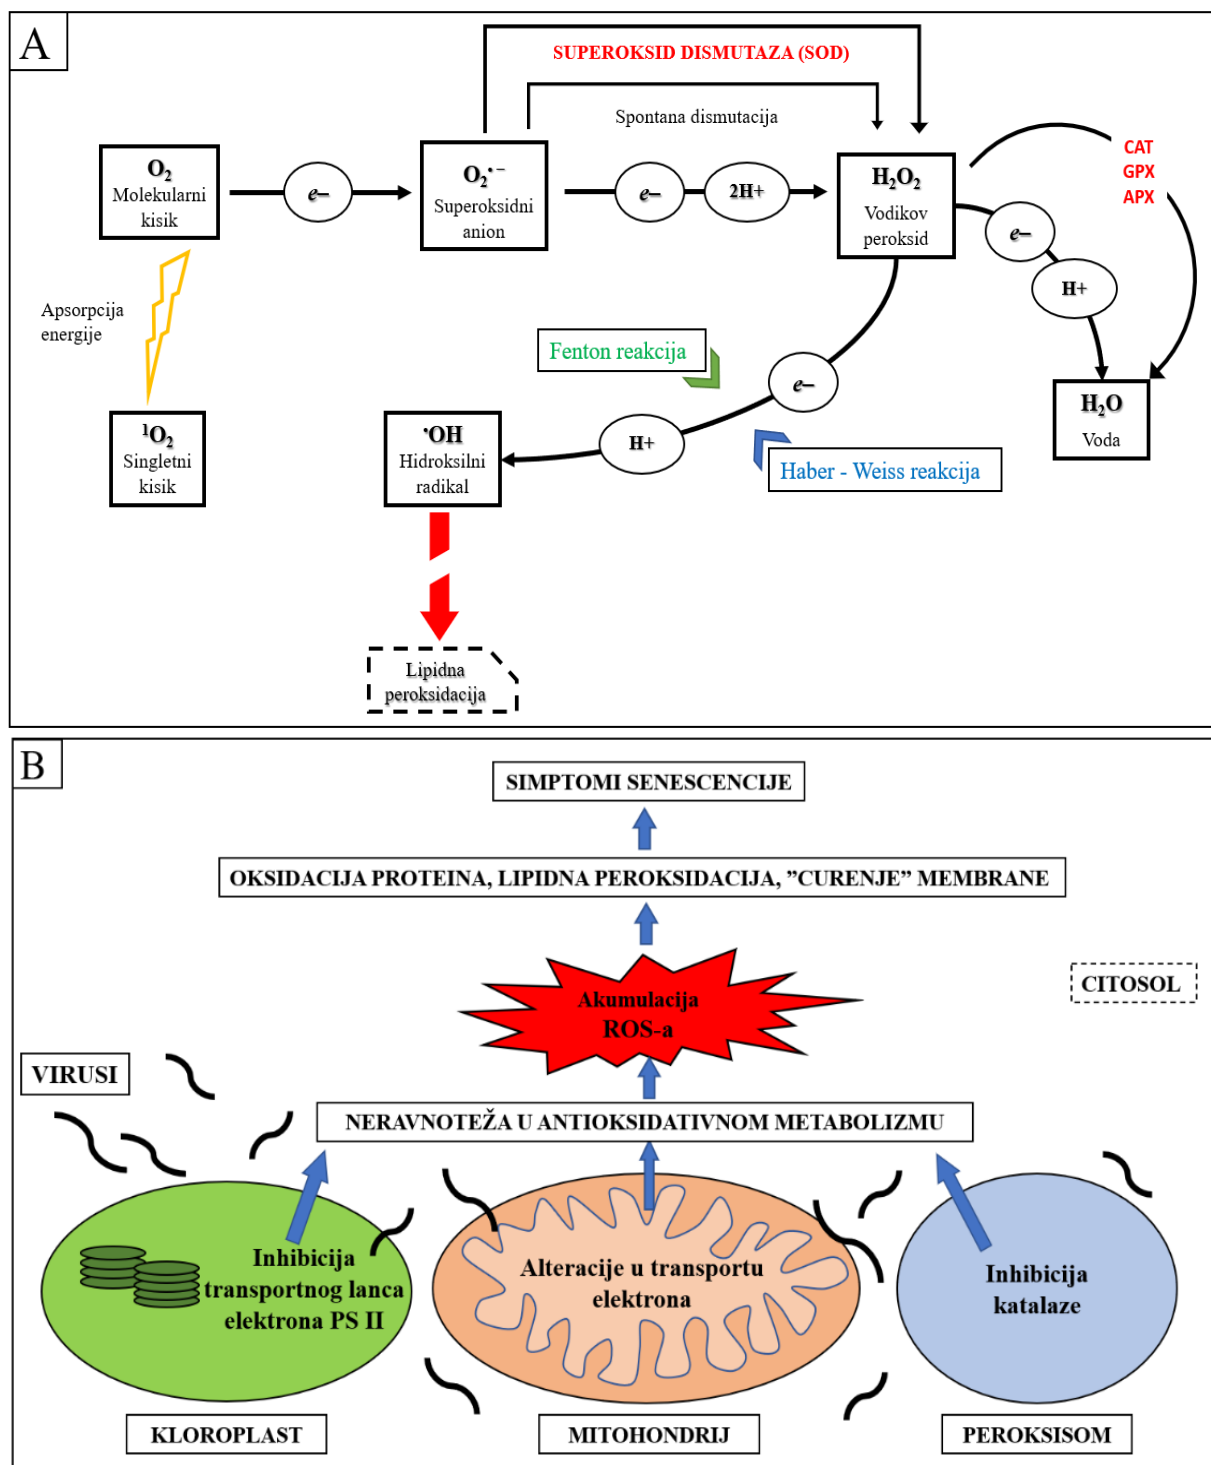 A
SUPEROKSID DISMUTAZA (SOD)
Spontana dismutacija
O₂
Molekularni
kisik
e–
O₂•–
Superoksidni
anion
e–
2H+
H₂O₂
Vodikov
peroksid
CAT
GPX
APX
e–
H+
Apsorpcija
energije
Fenton reakcija
e–
H₂O
Voda
¹O₂
Singletni
kisik
•OH
Hidroksilni
radikal
H+
Haber - Weiss reakcija
Lipidna
peroksidacija
B
SIMPTOMI SENESCENCIJE
OKSIDACIJA PROTEINA, LIPIDNA PEROKSIDACIJA, ”CURENJE” MEMBRANE
Akumulacija
ROS-a
CITOSOL
VIRUSI
NERAVNOTEŽA U ANTIOKSIDATIVNOM METABOLIZMU
Inhibicija
transportnog lanca
elektrona PS II
Alteracije u transportu
elektrona
Inhibicija
katalaze
KLOROPLAST
MITOHONDRIJ
PEROKSISOM